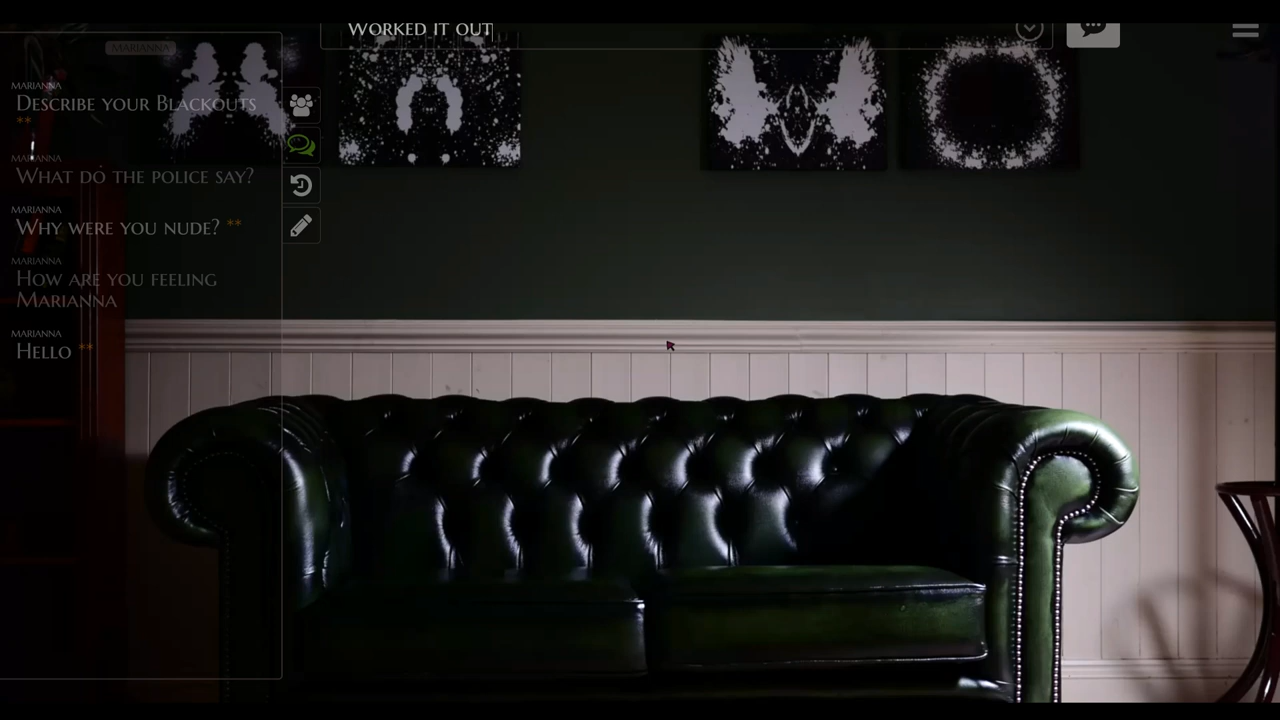 WORKED IT OUT
MARIANNA
MARIANNA
DESCRIBE YOUR BLACKOUTS
**
MARIANNA
WHAT DO THE POLICE SAY?
MARIANNA
WHY WERE YOU NUDE? **
MARIANNA
HOW ARE YOU FEELING
MARIANNA
MARIANNA
HELLO **